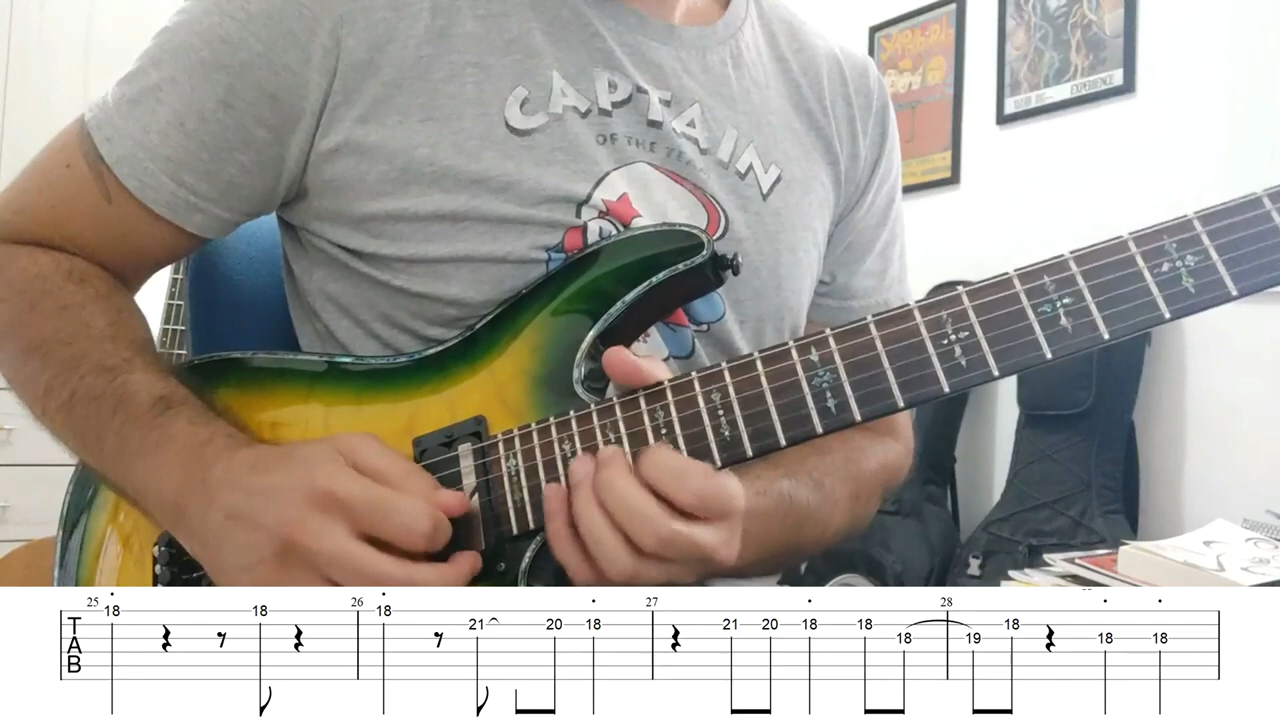 CAPTAIN
OF THE YEAR
EXPERIENCE
25 26 27 28
18 18 18 18
21 20 18 21 20 18 18 18
18 19 18 18
T
A
B